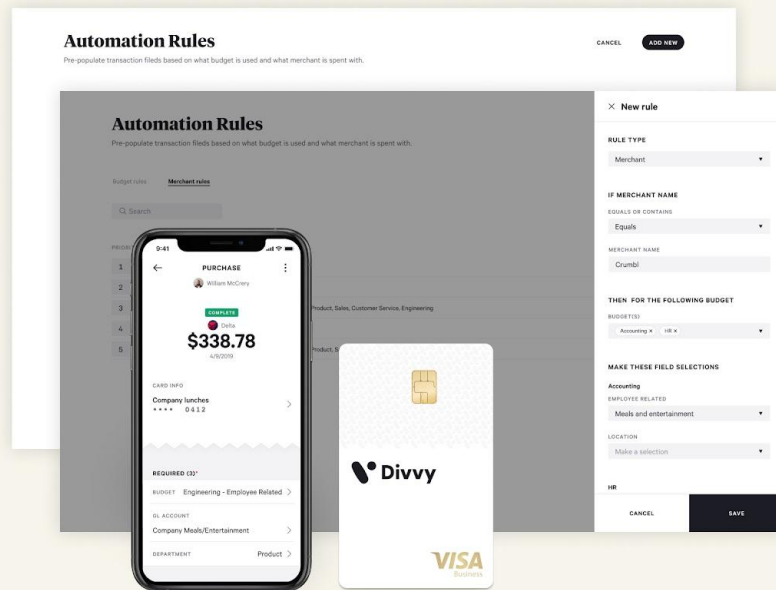 Automation Rules
CANCEL
ADD NEW
Pre-populate transaction fileds based on what budget is used and what merchant is spent with.
Automation Rules
Pre-populate transaction fileds based on what budget is used and what merchant is spent with.
Budget rules
Merchant rules
Search
1
2
3
Product, Sales, Customer Service, Engineering
4
5
9:41
PURCHASE
William McCrery
COMPLETE
Delta
$338.78
4/9/2019
CARD INFO
Company lunches
**** 0412
REQUIRED (3)*
BUDGET Engineering - Employee Related
GL ACCOUNT
Company Meals/Entertainment
DEPARTMENT Product
Divvy
VISA
Business
× New rule
RULE TYPE
Merchant
IF MERCHANT NAME
EQUALS OR CONTAINS
Equals
MERCHANT NAME
Crumbl
THEN FOR THE FOLLOWING BUDGET
BUDGET(S)
Accounting × HR ×
MAKE THESE FIELD SELECTIONS
Accounting
EMPLOYEE RELATED
Meals and entertainment
LOCATION
Make a selection
HR
CANCEL
SAVE